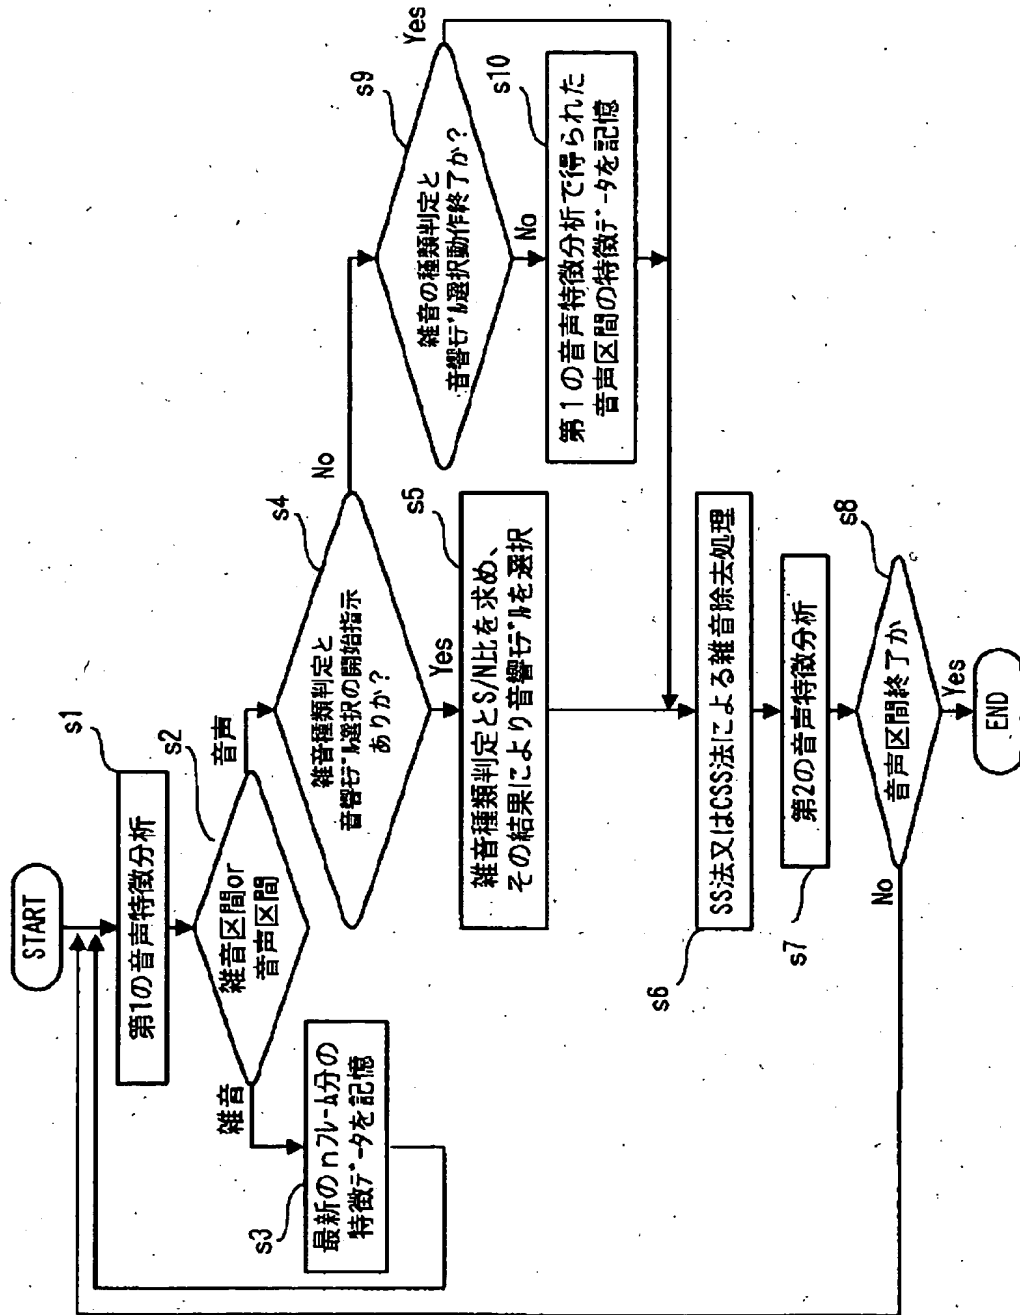 START
s1
第1の音声特徴分析
s2
雑音区間or
音声区間
雑音
音声
s3
最新のnフレーム分の
特徴データを記憶
s4
雑音種類判定と
音響モデル選択の開始指示
ありか?
No
Yes
s5
雑音種類判定とS/N比を求め、
その結果により音響モデルを選択
s9
雑音の種類判定と
音響モデル選択動作終了か?
Yes
No
s10
第1の音声特徴分析で得られた
音声区間の特徴データを記憶
s6
SS法又はCSS法による雑音除去処理
s7
第2の音声特徴分析
s8
音声区間終了か
No
Yes
END